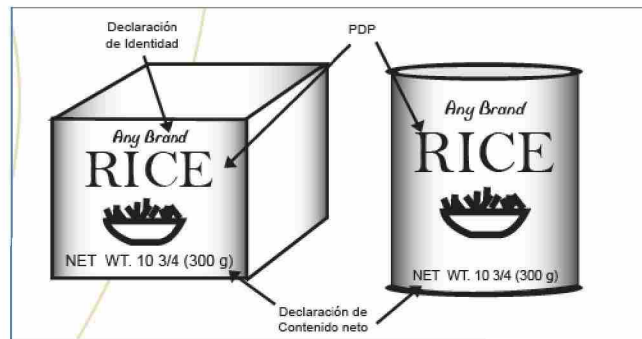 Declaración
de Identidad
PDP
Any Brand
RICE
NET WT. 10 3/4 (300 g)
Any Brand
RICE
NET WT. 10 3/4 (300 g)
Declaración de
Contenido neto